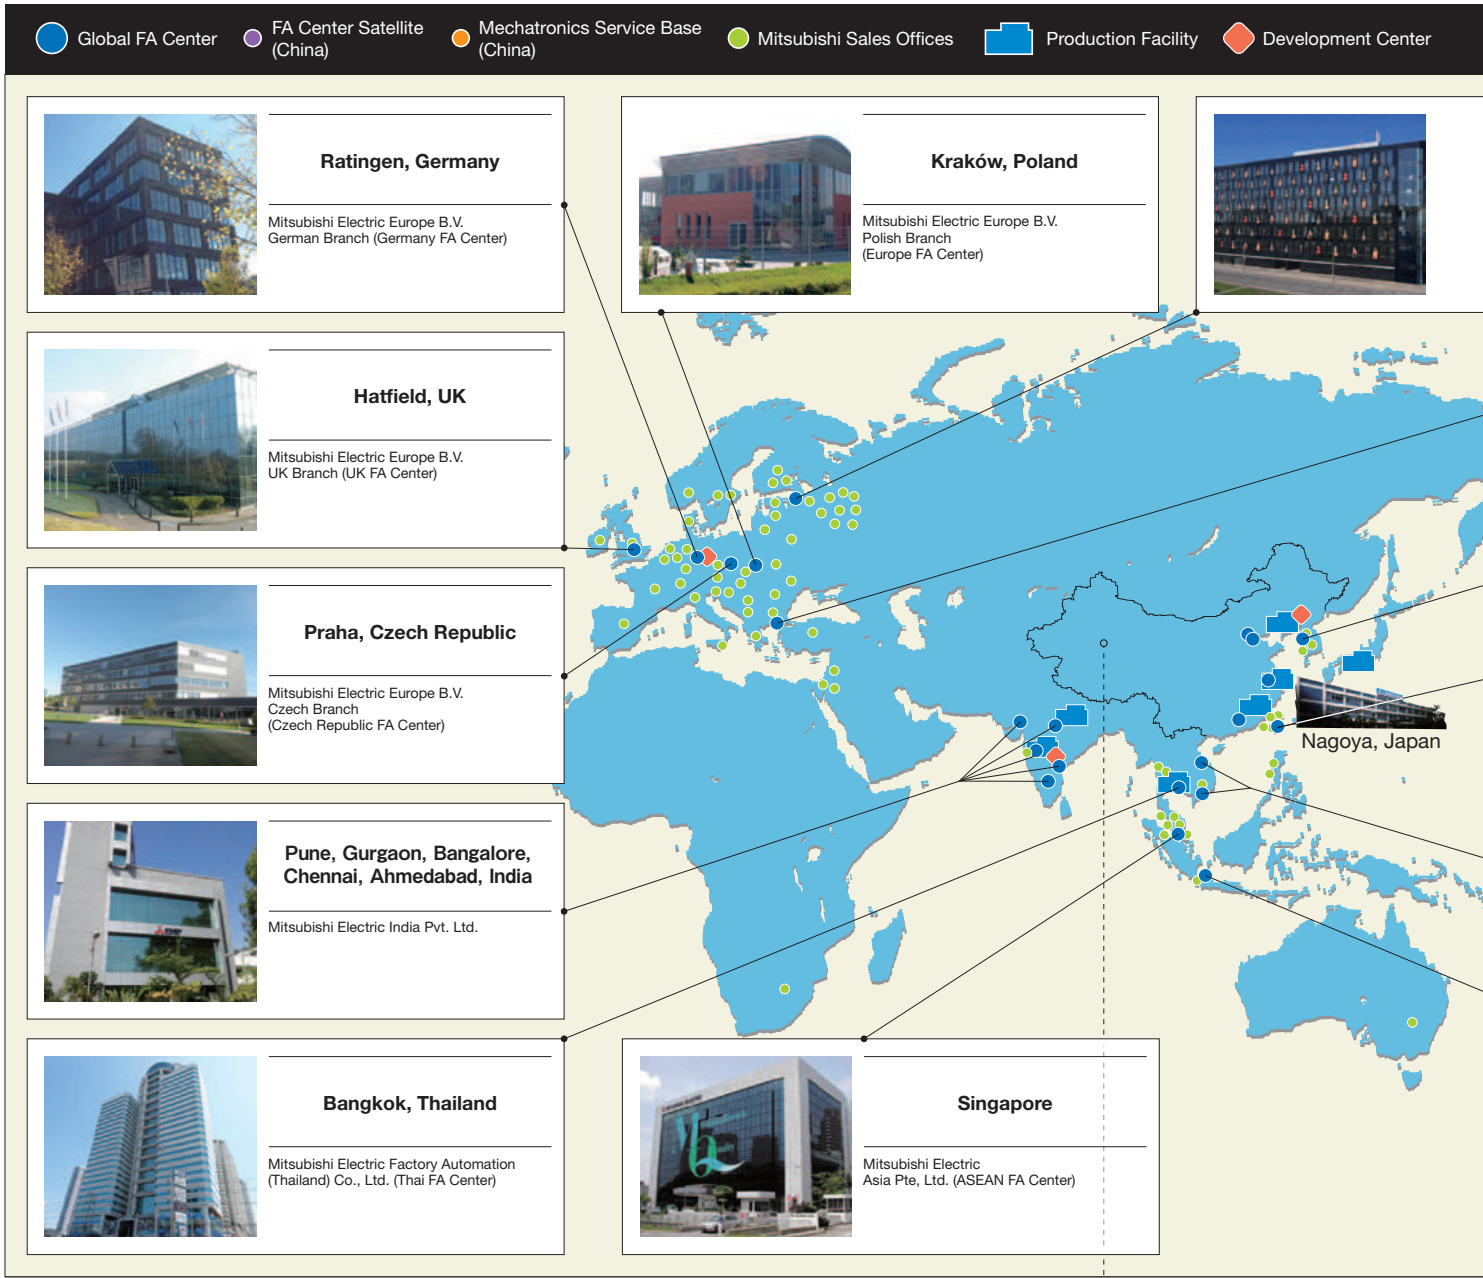 Global FA Center
FA Center Satellite
(China)
Mechatronics Service Base
(China)
Mitsubishi Sales Offices
Production Facility
Development Center
Ratingen, Germany
Mitsubishi Electric Europe B.V.
German Branch (Germany FA Center)
Kraków, Poland
Mitsubishi Electric Europe B.V.
Polish Branch
(Europe FA Center)
Hatfield, UK
Mitsubishi Electric Europe B.V.
UK Branch (UK FA Center)
Praha, Czech Republic
Mitsubishi Electric Europe B.V.
Czech Branch
(Czech Republic FA Center)
Nagoya, Japan
Pune, Gurgaon, Bangalore,
Chennai, Ahmedabad, India
Mitsubishi Electric India Pvt. Ltd.
Bangkok, Thailand
Mitsubishi Electric Factory Automation
(Thailand) Co., Ltd. (Thai FA Center)
Singapore
Mitsubishi Electric
Asia Pte, Ltd. (ASEAN FA Center)